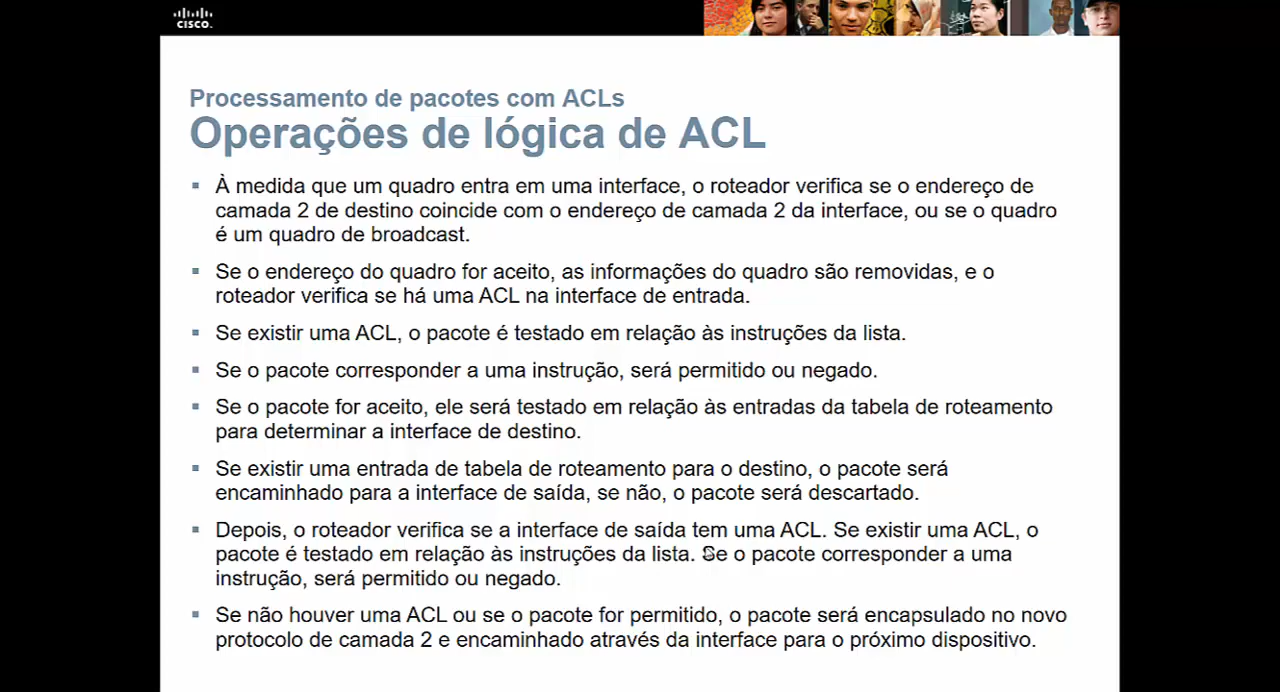 CISCO.
Processamento de pacotes com ACLs
Operações de lógica de ACL
À medida que um quadro entra em uma interface, o roteador verifica se o endereço de
camada 2 de destino coincide com o endereço de camada 2 da interface, ou se o quadro
é um quadro de broadcast.
Se o endereço do quadro for aceito, as informações do quadro são removidas, e o
roteador verifica se há uma ACL na interface de entrada.
Se existir uma ACL, o pacote é testado em relação às instruções da lista.
Se o pacote corresponder a uma instrução, será permitido ou negado.
Se o pacote for aceito, ele será testado em relação às entradas da tabela de roteamento
para determinar a interface de destino.
Se existir uma entrada de tabela de roteamento para o destino, o pacote será
encaminhado para a interface de saída, se não, o pacote será descartado.
Depois, o roteador verifica se a interface de saída tem uma ACL. Se existir uma ACL, o
pacote é testado em relação às instruções da lista. Se o pacote corresponder a uma
instrução, será permitido ou negado.
Se não houver uma ACL ou se o pacote for permitido, o pacote será encapsulado no novo
protocolo de camada 2 e encaminhado através da interface para o próximo dispositivo.